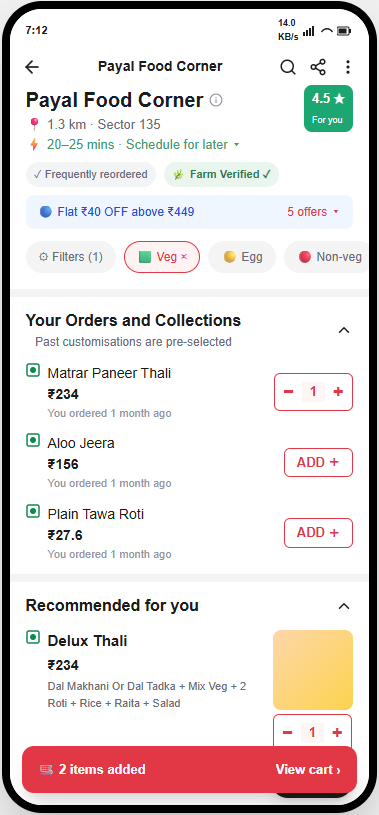 7:12
14.0
KB/s
Payal Food Corner
Payal Food Corner
4.5 ★
For you
1.3 km · Sector 135
20–25 mins · Schedule for later
✓ Frequently reordered
Farm Verified ✓
Flat ₹40 OFF above ₹449
5 offers
Filters (1)
Veg ×
Egg
Non-veg
Your Orders and Collections
Past customisations are pre-selected
Matrar Paneer Thali
₹234
You ordered 1 month ago
− 1 +
Aloo Jeera
₹156
You ordered 1 month ago
ADD +
Plain Tawa Roti
₹27.6
You ordered 1 month ago
ADD +
Recommended for you
Delux Thali
₹234
Dal Makhani Or Dal Tadka + Mix Veg + 2
Roti + Rice + Raita + Salad
− 1 +
2 items added
View cart ›